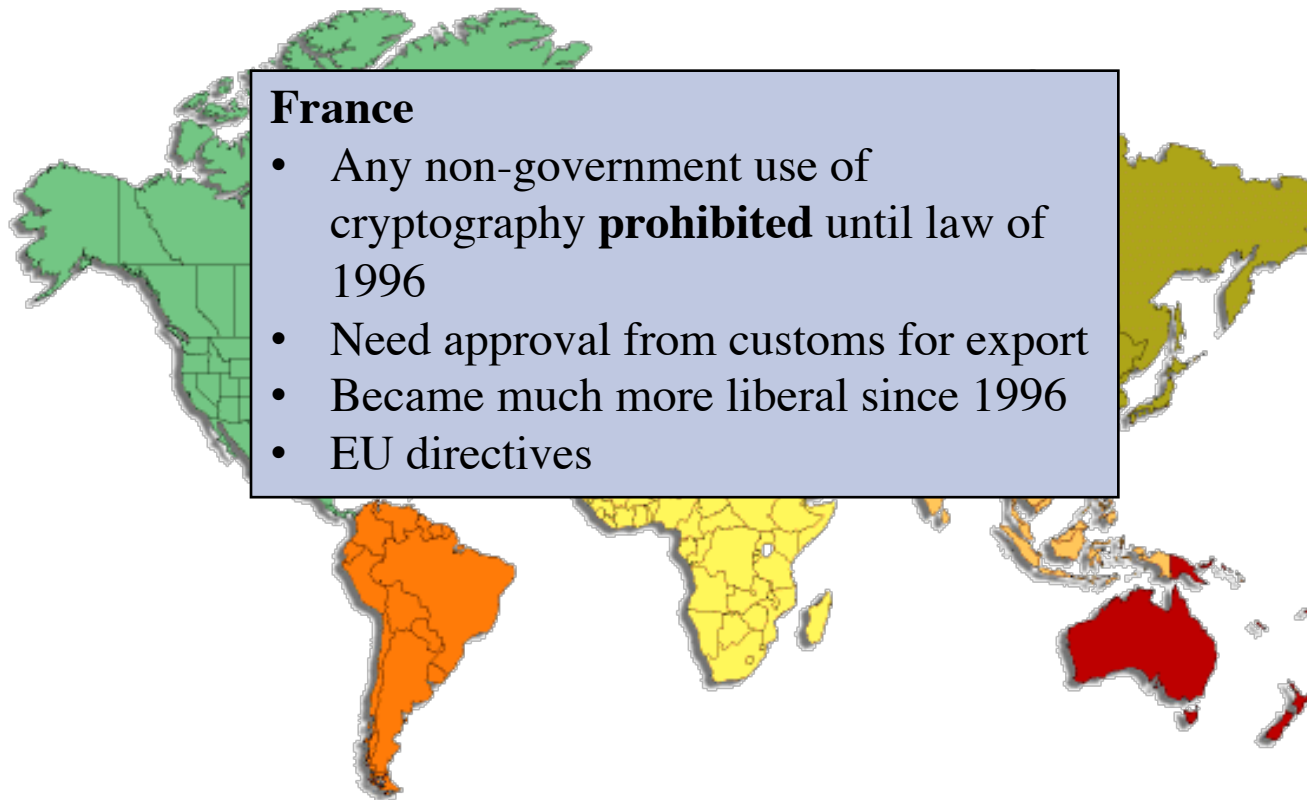 France
• Any non-government use of
cryptography prohibited until law of
1996
• Need approval from customs for export
• Became much more liberal since 1996
• EU directives